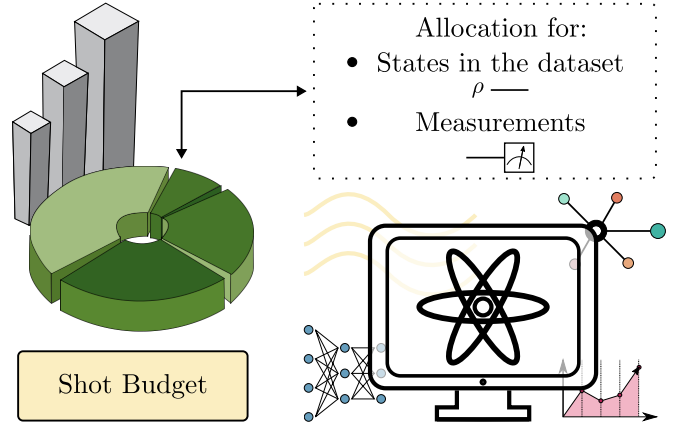 Allocation for:
• States in the dataset
ρ
• Measurements
Shot Budget